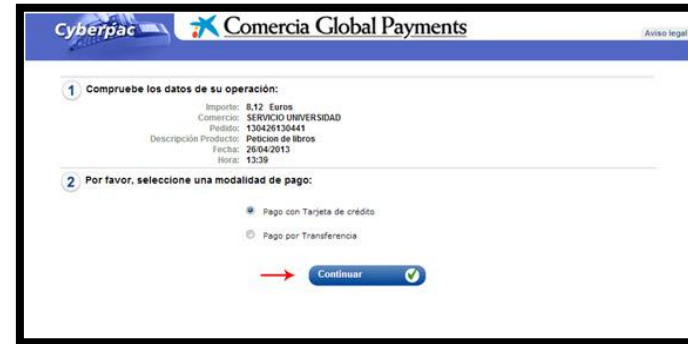 Cyberpac
Comercia Global Payments
Aviso legal
1 Compruebe los datos de su operación:
Importe: 8,12 Euros
Comercio: SERVICIO UNIVERSIDAD
Pedido: 130426130441
Descripción Producto: Peticion de libros
Fecha: 26/04/2013
Hora: 13:39
2 Por favor, seleccione una modalidad de pago:
Pago con Tarjeta de crédito
Pago por Transferencia
Continuar